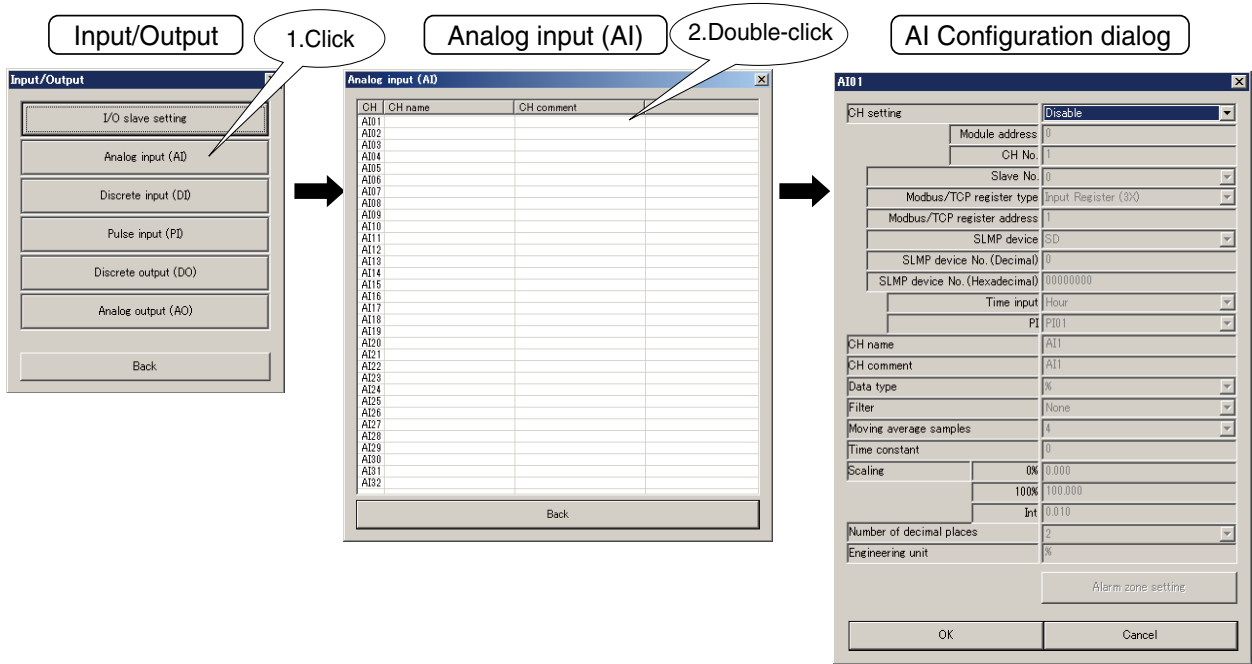 Input/Output
1.Click
Analog input (AI)
2.Double-click
AI Configuration dialog
Input/Output
I/O slave setting
Analog input (AI)
Discrete input (DI)
Pulse input (PI)
Discrete output (DO)
Analog output (AO)
Back
Analog input (AI)
CH CH name CH comment
AI01
AI02
AI03
AI04
AI05
AI06
AI07
AI08
AI09
AI10
AI11
AI12
AI13
AI14
AI15
AI16
AI17
AI18
AI19
AI20
AI21
AI22
AI23
AI24
AI25
AI26
AI27
AI28
AI29
AI30
AI31
AI32
Back
AI01
CH setting Disable
Module address 0
CH No. 1
Slave No. 0
Modbus/TCP register type Input Register (3X)
Modbus/TCP register address 1
SLMP device SD
SLMP device No. (Decimal) 0
SLMP device No. (Hexadecimal) 00000000
Time input Hour
PI PI01
CH name AI1
CH comment AI1
Data type %
Filter None
Moving average samples 4
Time constant 0
Scaling 0% 0.000
100% 100.000
Int 0.010
Number of decimal places 2
Engineering unit %
Alarm zone setting
OK Cancel